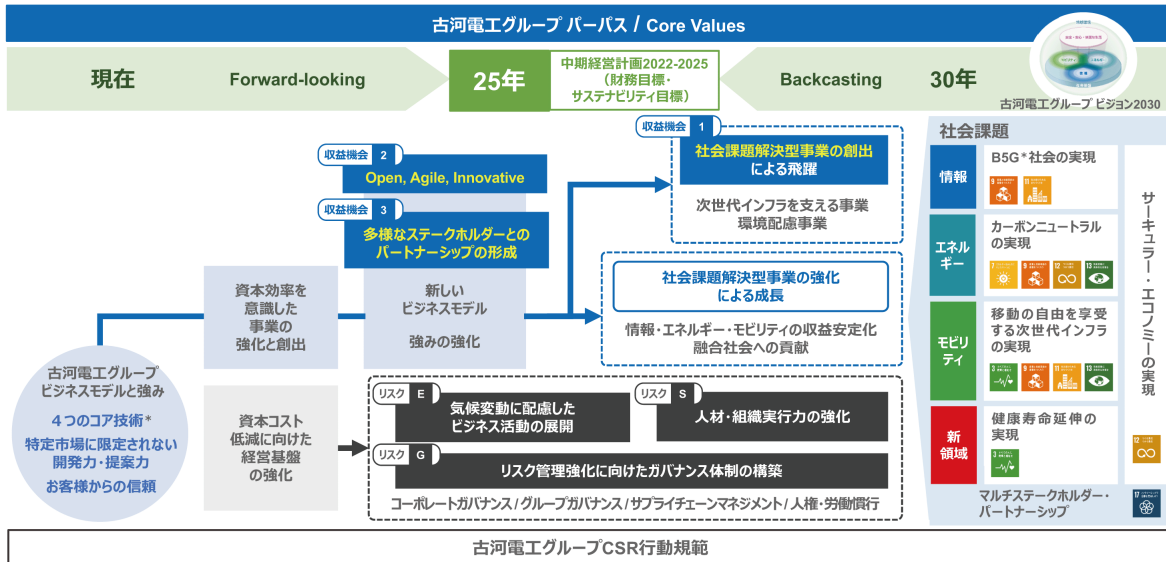 古河電工グループ パーパス / Core Values
現在
Forward-looking
25年
中期経営計画2022-2025
（財務目標・
サステナビリティ目標）
Backcasting
30年
古河電工グループ ビジョン2030
収益機会 1
社会課題解決型事業の創出
による飛躍
次世代インフラを支える事業
環境配慮事業
収益機会 2
Open, Agile, Innovative
収益機会 3
多様なステークホルダーとの
パートナーシップの形成
資本効率を
意識した
事業の
強化と創出
新しい
ビジネスモデル
強みの強化
社会課題解決型事業の強化
による成長
情報・エネルギー・モビリティの収益安定化
融合社会への貢献
古河電工グループ
ビジネスモデルと強み
４つのコア技術*
特定市場に限定されない
開発力・提案力
お客様からの信頼
資本コスト
低減に向けた
経営基盤
の強化
リスク E
気候変動に配慮した
ビジネス活動の展開
リスク S
人材・組織実行力の強化
リスク G
リスク管理強化に向けたガバナンス体制の構築
コーポレートガバナンス/グループガバナンス/サプライチェーンマネジメント/人権・労働慣行
社会課題
情報
B5G*社会の実現
9
11
エネル
ギー
カーボンニュートラル
の実現
7
9
12
13
モビリ
ティ
移動の自由を享受
する次世代インフラ
の実現
3
9
11
13
新
領域
健康寿命延伸の
実現
3
サーキュラー・エコノミーの実現
12
マルチステークホルダー・
パートナーシップ
17
古河電工グループCSR行動規範